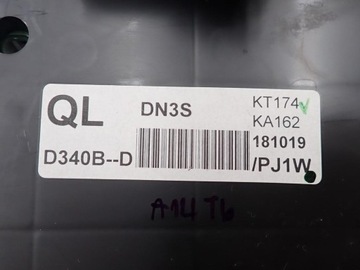 QL DN3S KT174
KA162
181019
D340B--D /PJ1W
A14 T6